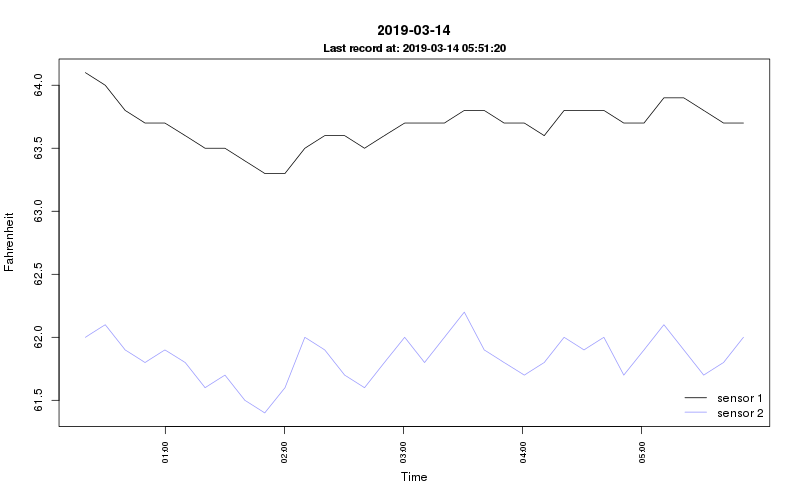 2019-03-14
Last record at: 2019-03-14 05:51:20
64.0
63.5
63.0
62.5
62.0
61.5
Fahrenheit
sensor 1
sensor 2
01:00
02:00
03:00
04:00
05:00
Time